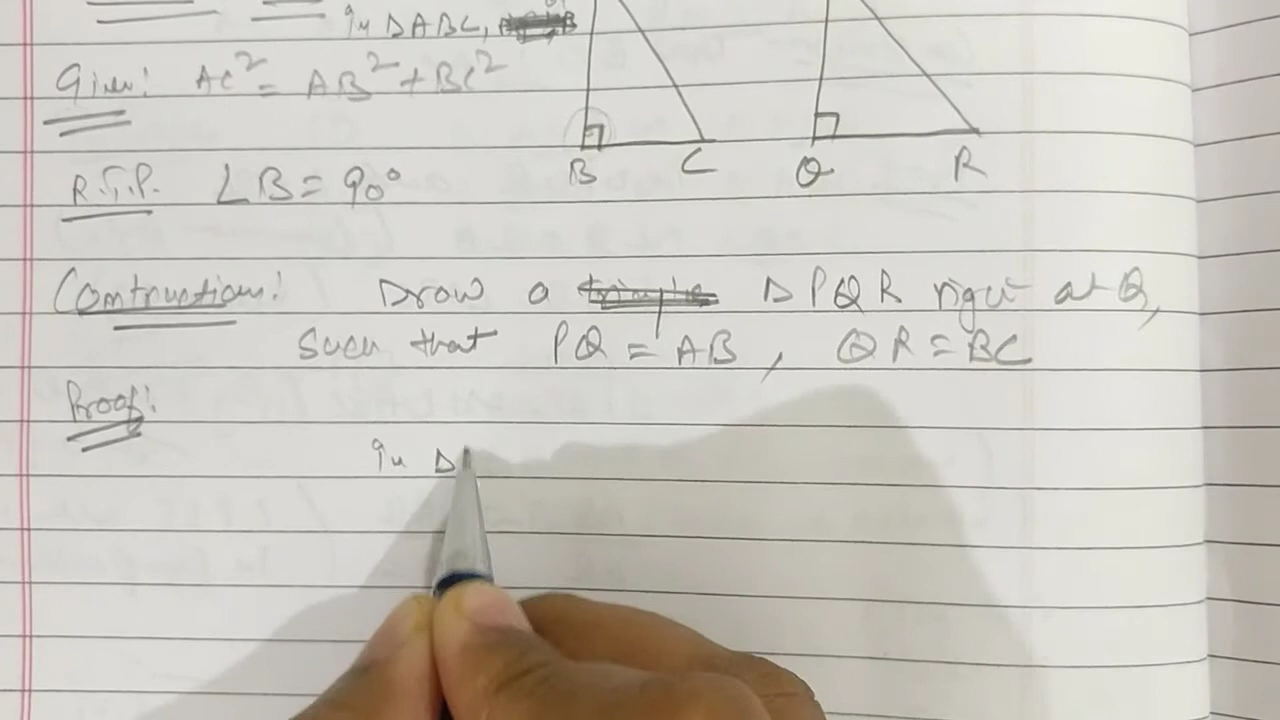 In ΔABC,
Given: AC² = AB² + BC²
B C Q R
R.T.P. ∠B = 90°
Contruction: Draw a ΔPQR right at Q,
such that PQ = AB, QR = BC
Proof:
In Δ